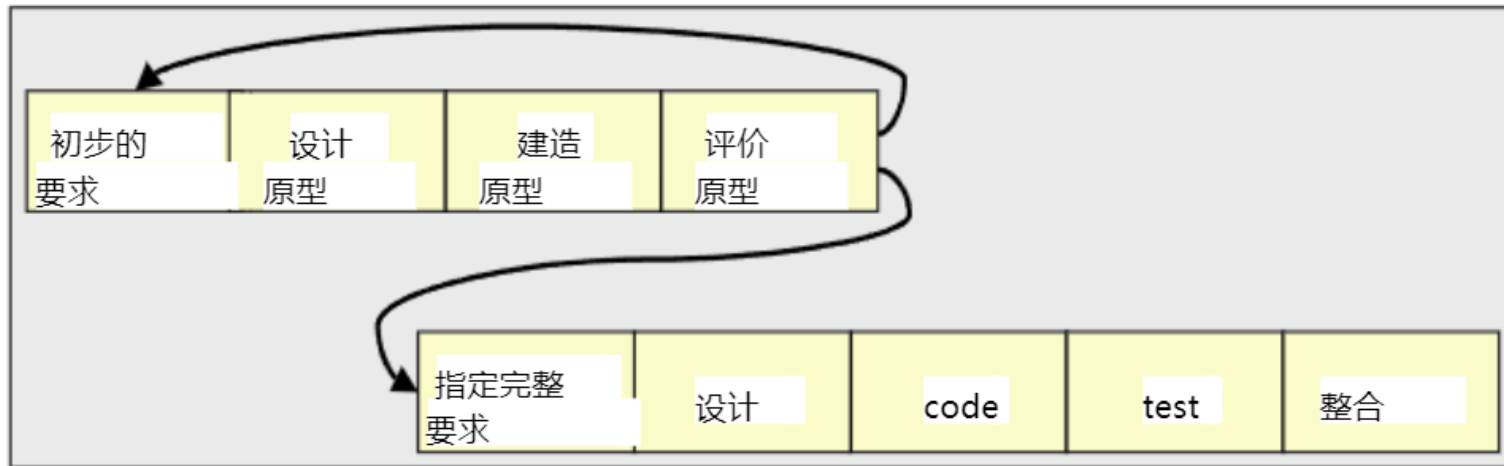 初步的
要求
设计
原型
建造
原型
评价
原型
指定完整
要求
设计
code
test
整合